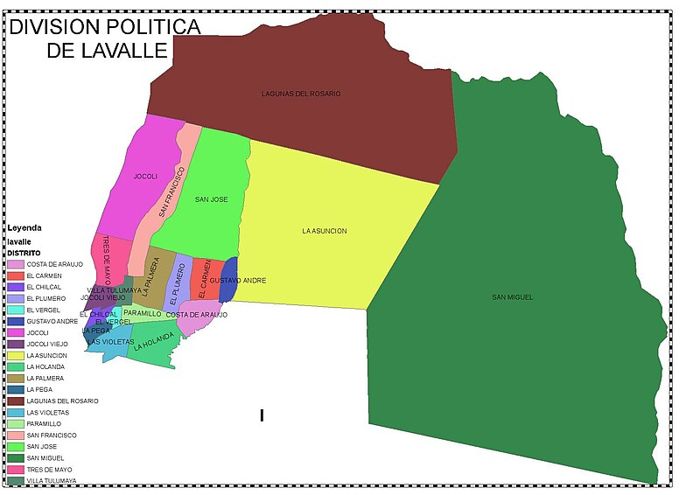 DIVISION POLITICA
DE LAVALLE
LAGUNAS DEL ROSARIO
JOCOLI
SAN FRANCISCO
SAN JOSE
LA ASUNCION
SAN MIGUEL
TRES DE MAYO
LA PALMERA
EL PLUMERO
EL CARMEN
GUSTAVO ANDRE
VILLA TULUMAYA
JOCOLI VIEJO
EL CHILCAL
EL VERGEL
PARAMILLO
COSTA DE ARAUJO
LA PEGA
LAS VIOLETAS
LA HOLANDA
Leyenda
lavalle
DISTRITO
COSTA DE ARAUJO
EL CARMEN
EL CHILCAL
EL PLUMERO
EL VERGEL
GUSTAVO ANDRE
JOCOLI
JOCOLI VIEJO
LA ASUNCION
LA HOLANDA
LA PALMERA
LA PEGA
LAGUNAS DEL ROSARIO
LAS VIOLETAS
PARAMILLO
SAN FRANCISCO
SAN JOSE
SAN MIGUEL
TRES DE MAYO
VILLA TULUMAYA
I